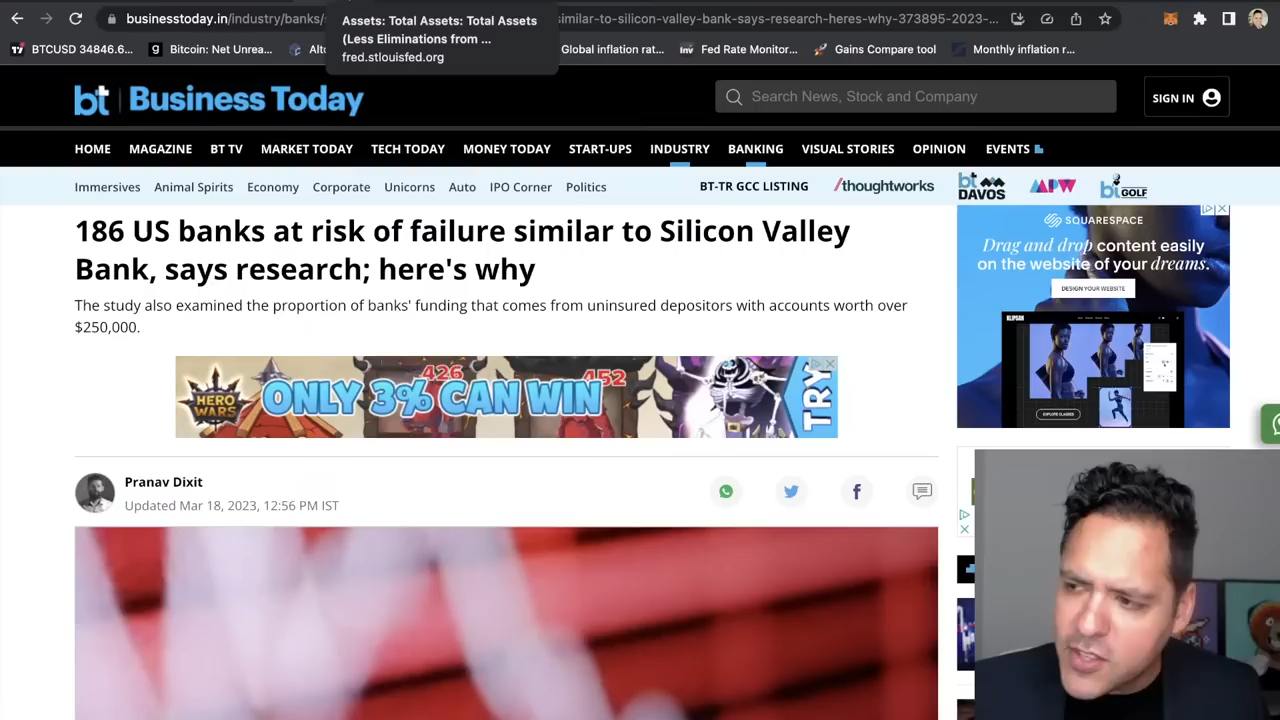 businesstoday.in/industry/banks/s
Assets: Total Assets: Total Assets
(Less Eliminations from ...
fred.stlouisfed.org
similar-to-silicon-valley-bank-says-research-heres-why-373895-2023-...
BTCUSD 34846.6...
Bitcoin: Net Unrea...
Global inflation rat...
Fed Rate Monitor...
Gains Compare tool
Monthly inflation r...
bt Business Today
Search News, Stock and Company
SIGN IN
HOME MAGAZINE BT TV MARKET TODAY TECH TODAY MONEY TODAY START-UPS INDUSTRY BANKING VISUAL STORIES OPINION EVENTS
Immersives Animal Spirits Economy Corporate Unicorns Auto IPO Corner Politics BT-TR GCC LISTING /thoughtworks bt DAVOS MPW bt GOLF
186 US banks at risk of failure similar to Silicon Valley
Bank, says research; here's why
The study also examined the proportion of banks' funding that comes from uninsured depositors with accounts worth over
$250,000.
SQUARESPACE
Drag and drop content easily
on the website of your dreams.
DESIGN YOUR WEBSITE
HERO
WARS
ONLY 3% CAN WIN
426
452
TRY
Pranav Dixit
Updated Mar 18, 2023, 12:56 PM IST